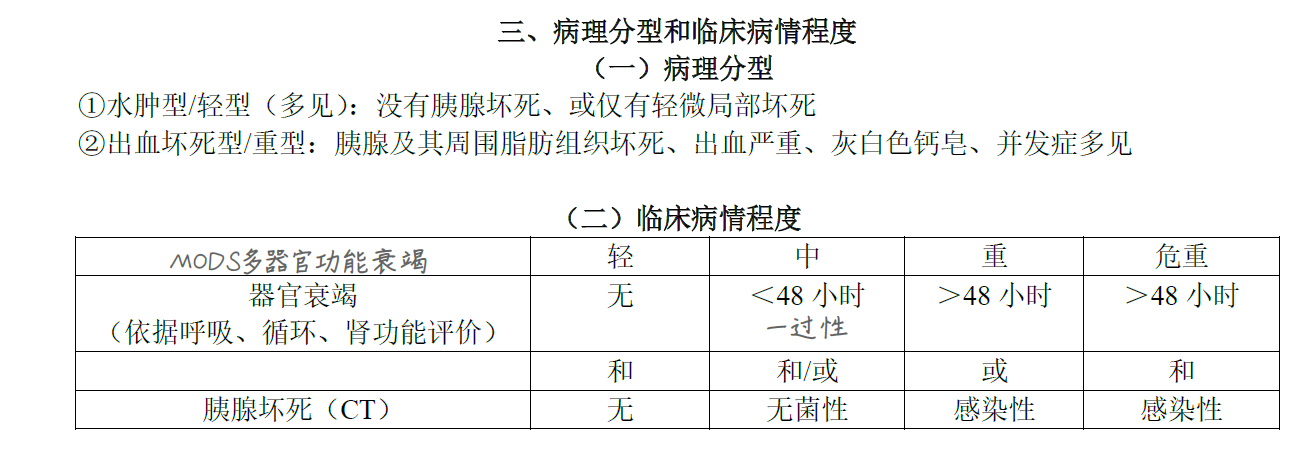 三、病理分型和临床病情程度
（一）病理分型
①水肿型/轻型（多见）：没有胰腺坏死、或仅有轻微局部坏死
②出血坏死型/重型：胰腺及其周围脂肪组织坏死、出血严重、灰白色钙皂、并发症多见
（二）临床病情程度
MODS多器官功能衰竭 轻 中 重 危重
器官衰竭 无 ＜48 小时 ＞48 小时 ＞48 小时
（依据呼吸、循环、肾功能评价） 一过性
和 和/或 或 和
胰腺坏死（CT） 无 无菌性 感染性 感染性